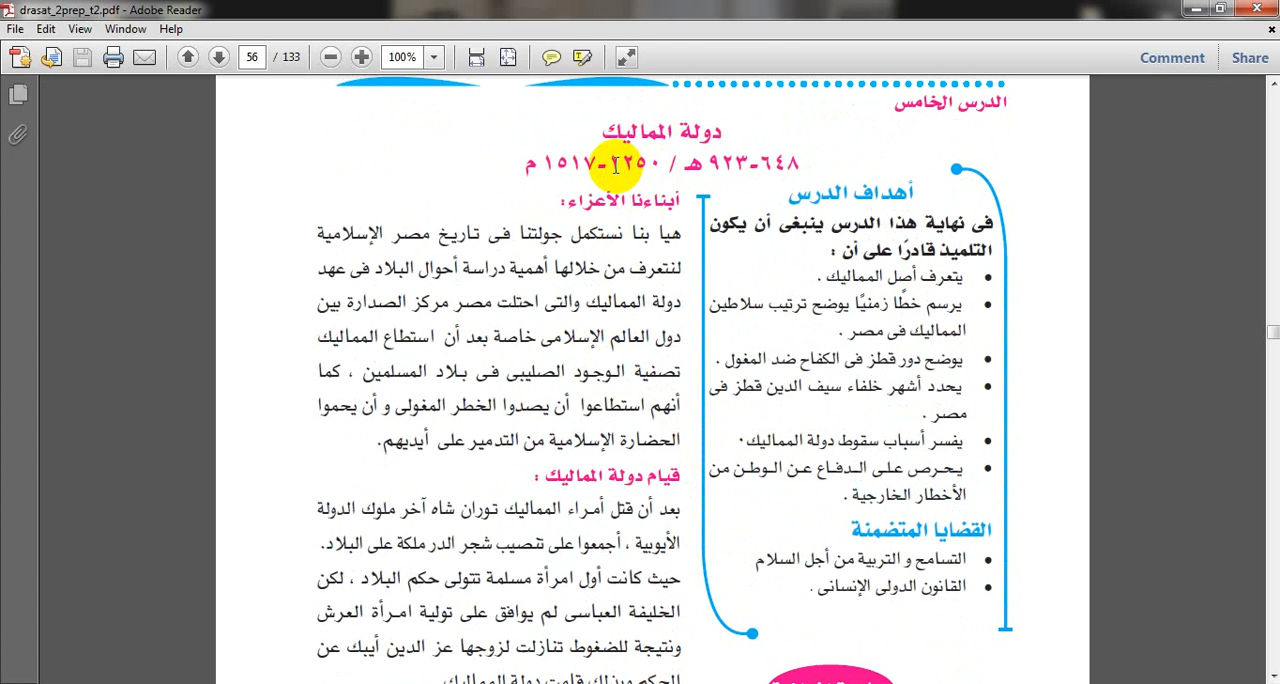 drasat_2prep_t2.pdf - Adobe Reader
File Edit View Window Help
56 / 133 100% Comment Share
الدرس الخامس
دولة المماليك
٦٤٨-٩٢٣ هـ / ١٢٥٠-١٥١٧ م
أهداف الدرس
فى نهاية هذا الدرس ينبغى أن يكون
التلميذ قادرًا على أن :
• يتعرف أصل المماليك .
• يرسم خطًا زمنيًا يوضح ترتيب سلاطين
المماليك فى مصر .
• يوضح دور قطز فى الكفاح ضد المغول .
• يحدد أشهر خلفاء سيف الدين قطز فى
مصر .
• يفسر أسباب سقوط دولة المماليك .
• يحرص على الدفاع عن الوطن من
الأخطار الخارجية .
القضايا المتضمنة
• التسامح و التربية من أجل السلام
• القانون الدولى الإنسانى .
أبناءنا الأعزاء:
هيا بنا نستكمل جولتنا فى تاريخ مصر الإسلامية
لنتعرف من خلالها أهمية دراسة أحوال البلاد فى عهد
دولة المماليك والتى احتلت مصر مركز الصدارة بين
دول العالم الإسلامى خاصة بعد أن استطاع المماليك
تصفية الوجود الصليبى فى بلاد المسلمين ، كما
أنهم استطاعوا أن يصدوا الخطر المغولى و أن يحموا
الحضارة الإسلامية من التدمير على أيديهم.
قيام دولة المماليك :
بعد أن قتل أمراء المماليك توران شاه آخر ملوك الدولة
الأيوبية ، أجمعوا على تنصيب شجر الدر ملكة على البلاد.
حيث كانت أول امرأة مسلمة تتولى حكم البلاد ، لكن
الخليفة العباسى لم يوافق على تولية امرأة العرش
ونتيجة للضغوط تنازلت لزوجها عز الدين أيبك عن
الحكم وبذلك قامت دولة المماليك